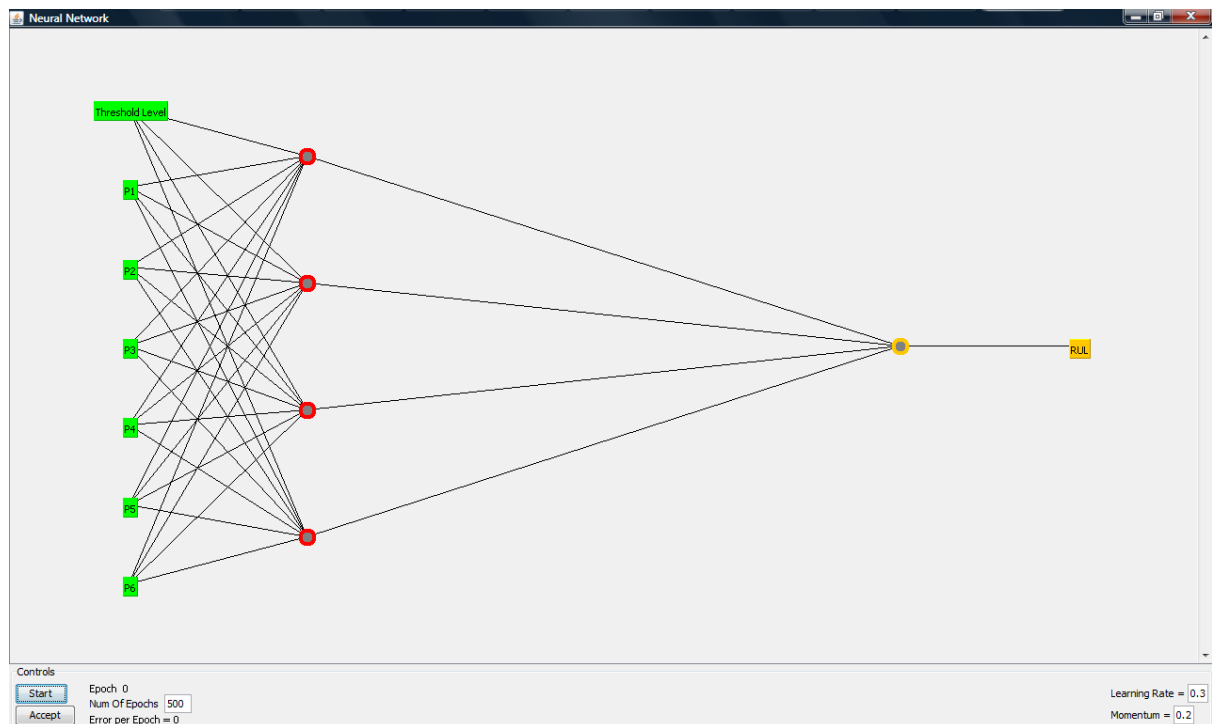 Neural Network
Threshold Level
P1
P2
P3
RUL
P4
P5
P6
Controls
Start
Epoch 0
Num Of Epochs 500
Learning Rate = 0.3
Accept
Error per Epoch = 0
Momentum = 0.2